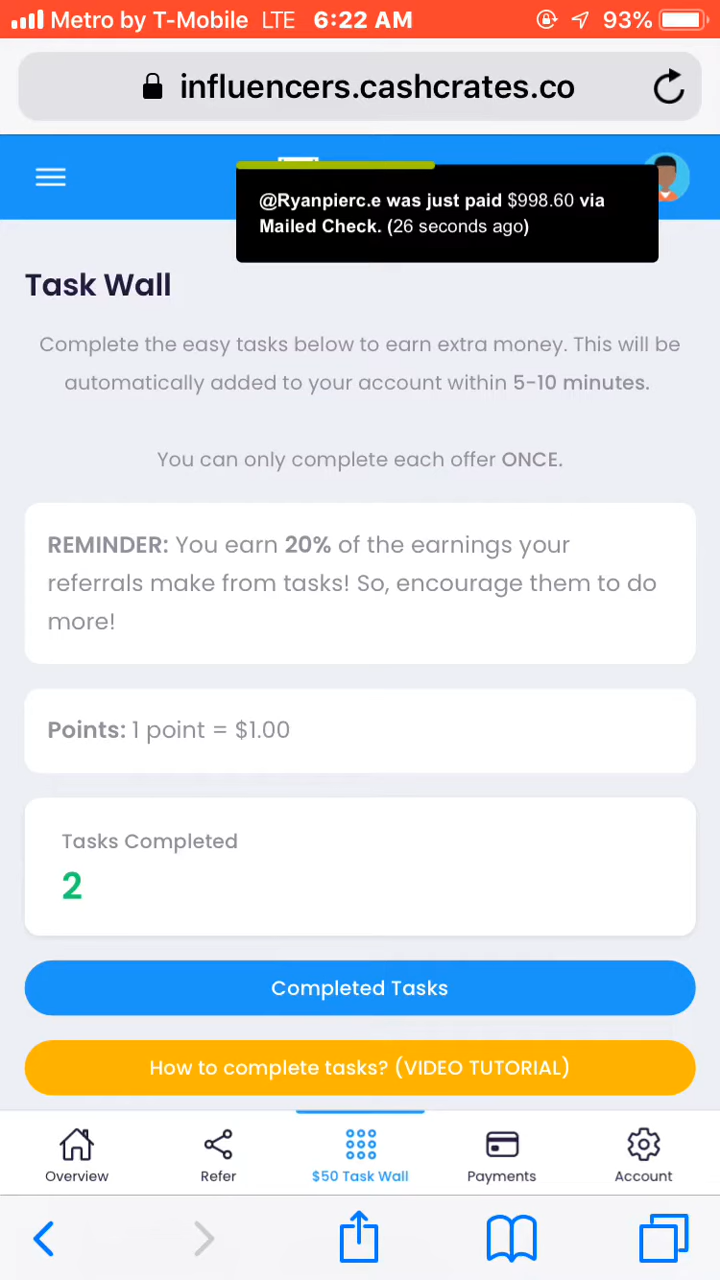 Metro by T-Mobile LTE 6:22 AM 93%
influencers.cashcrates.co
@Ryanpierc.e was just paid $998.60 via
Mailed Check. (26 seconds ago)
Task Wall
Complete the easy tasks below to earn extra money. This will be
automatically added to your account within 5-10 minutes.
You can only complete each offer ONCE.
REMINDER: You earn 20% of the earnings your
referrals make from tasks! So, encourage them to do
more!
Points: 1 point = $1.00
Tasks Completed
2
Completed Tasks
How to complete tasks? (VIDEO TUTORIAL)
Overview Refer $50 Task Wall Payments Account